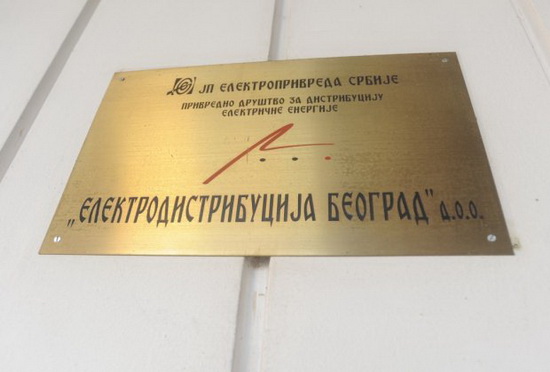 ЈП ЕЛЕКТРОПРИВРЕДА СРБИЈЕ
ПРИВРЕДНО ДРУШТВО ЗА ДИСТРИБУЦИЈУ
ЕЛЕКТРИЧНЕ ЕНЕРГИЈЕ
„ЕЛЕКТРОДИСТРИБУЦИЈА БЕОГРАД" д.о.о.